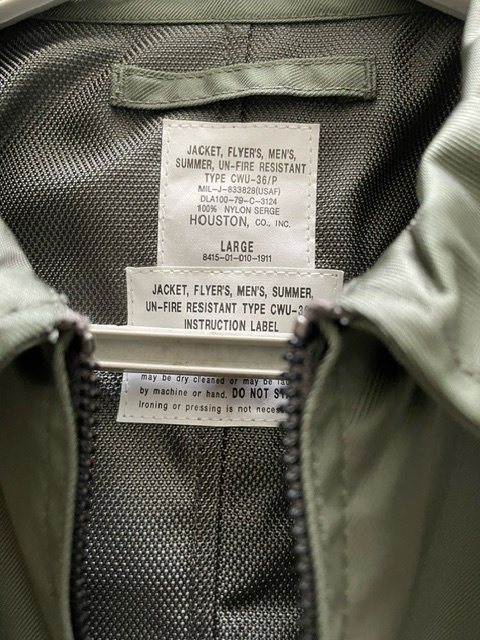 JACKET, FLYER'S, MEN'S,
SUMMER, UN-FIRE RESISTANT
TYPE CWU-36/P
MIL-J-833828(USAF)
DLA100-79-C-3124
100% NYLON SERGE
HOUSTON, CO., INC.
LARGE
8415-01-010-1911
JACKET, FLYER'S, MEN'S, SUMMER,
UN-FIRE RESISTANT TYPE CWU-3
INSTRUCTION LABEL
may be dry cleaned or may be
by machine or hand. DO NOT
Ironing or pressing is not